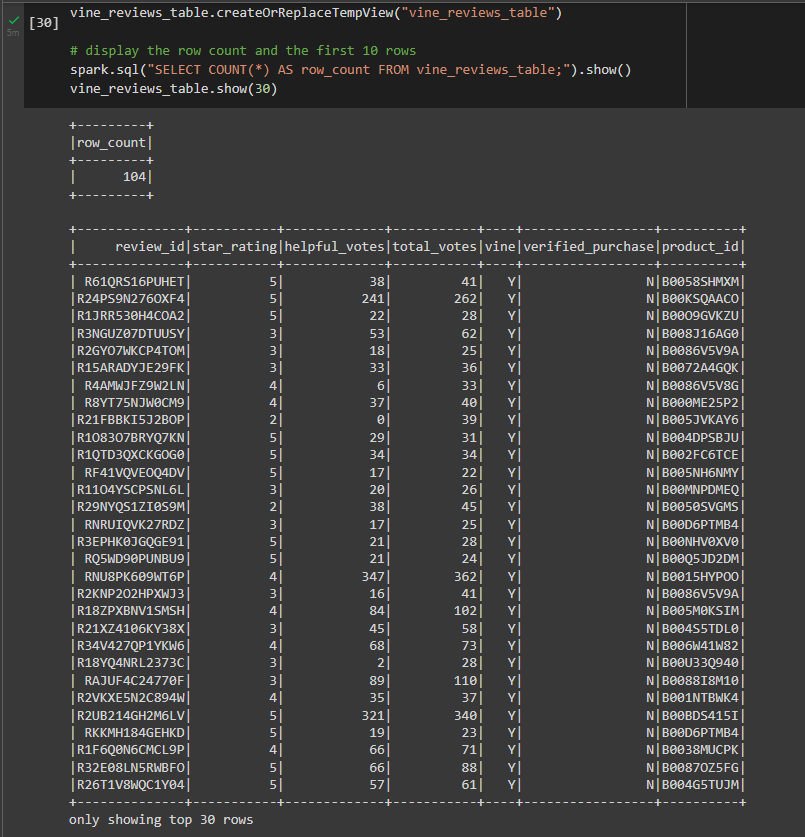 vine_reviews_table.createOrReplaceTempView("vine_reviews_table")
[30]
5m
# display the row count and the first 10 rows
spark.sql("SELECT COUNT(*) AS row_count FROM vine_reviews_table;").show()
vine_reviews_table.show(30)
+---------+
|row_count|
+---------+
|      104|
+---------+
+--------------+-----------+-------------+-----------+----+-----------------+----------+
|     review_id|star_rating|helpful_votes|total_votes|vine|verified_purchase|product_id|
+--------------+-----------+-------------+-----------+----+-----------------+----------+
| R61QRS16PUHET|          5|           38|         41|   Y|                N|B0058SHMXM|
|R24PS9N276OXF4|          5|          241|        262|   Y|                N|B00KSQAACO|
|R1JRR530H4COA2|          5|           22|         28|   Y|                N|B0009GVKZU|
|R3NGUZ07DTUUSY|          3|           53|         62|   Y|                N|B008J16AG0|
|R2GYO7WKCP4TOM|          3|           18|         25|   Y|                N|B0086V5V9A|
|R15ARADYJE29FK|          3|           33|         36|   Y|                N|B0072A4GQK|
| R4AMWJFZ9W2LN|          4|            6|         33|   Y|                N|B0086V5V8G|
| R8YT75NJW0CM9|          4|           37|         40|   Y|                N|B000ME25P2|
|R21FBBKI5J2BOP|          2|            0|         39|   Y|                N|B005JVKAY6|
|R1O83O7BRYQ7KN|          5|           29|         31|   Y|                N|B004DPSBJU|
|R1QTD3QXCKGOG0|          5|           34|         34|   Y|                N|B002FC6TCE|
| RF41VQVEOQ4DV|          5|           17|         22|   Y|                N|B005NH6NMY|
|R11O4YSCPSNL6L|          3|           20|         26|   Y|                N|B00MNPDMEQ|
|R29NYQS1ZI0S9M|          2|           38|         45|   Y|                N|B0050SVGMS|
| RNRUIQVK27RDZ|          3|           17|         25|   Y|                N|B00D6PTMB4|
|R3EPHK0JGQGE91|          5|           21|         28|   Y|                N|B00NHV0XV0|
| RQ5WD90PUNBU9|          5|           21|         24|   Y|                N|B00Q5JD2DM|
| RNU8PK609WT6P|          4|          347|        362|   Y|                N|B0015HYPOO|
|R2KNP2O2HPXWJ3|          3|           16|         41|   Y|                N|B0086V5V9A|
|R18ZPXBNV1SMSH|          4|           84|        102|   Y|                N|B005M0KSIM|
|R21XZ4106KY38X|          3|           45|         58|   Y|                N|B004S5TDL0|
|R34V427QP1YKW6|          4|           68|         73|   Y|                N|B006W41W82|
|R18YQ4NRL2373C|          3|            2|         28|   Y|                N|B00U33Q940|
| RAJUF4C24770F|          3|           89|        110|   Y|                N|B0088I8M10|
|R2VKXE5N2C894W|          4|           35|         37|   Y|                N|B001NTBWK4|
|R2UB214GH2M6LV|          5|          321|        340|   Y|                N|B00BDS415I|
| RKKMH184GEHKD|          5|           19|         23|   Y|                N|B00D6PTMB4|
|R1F6Q0N6CMCL9P|          4|           66|         71|   Y|                N|B0038MUCPK|
|R32E08LN5RWBFO|          5|           66|         88|   Y|                N|B0087OZ5FG|
|R26T1V8WQC1Y04|          5|           57|         61|   Y|                N|B004G5TUJM|
+--------------+-----------+-------------+-----------+----+-----------------+----------+
only showing top 30 rows